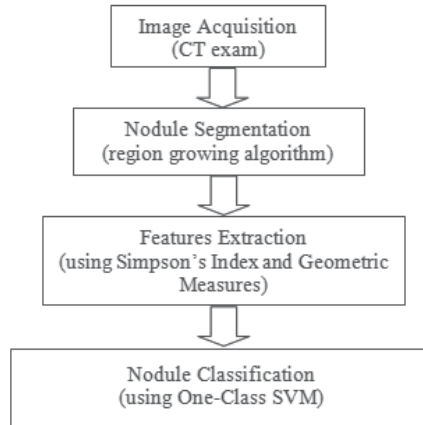 Image Acquisition
(CT exam)
Nodule Segmentation
(region growing algorithm)
Features Extraction
(using Simpson's Index and Geometric
Measures)
Nodule Classification
(using One-Class SVM)